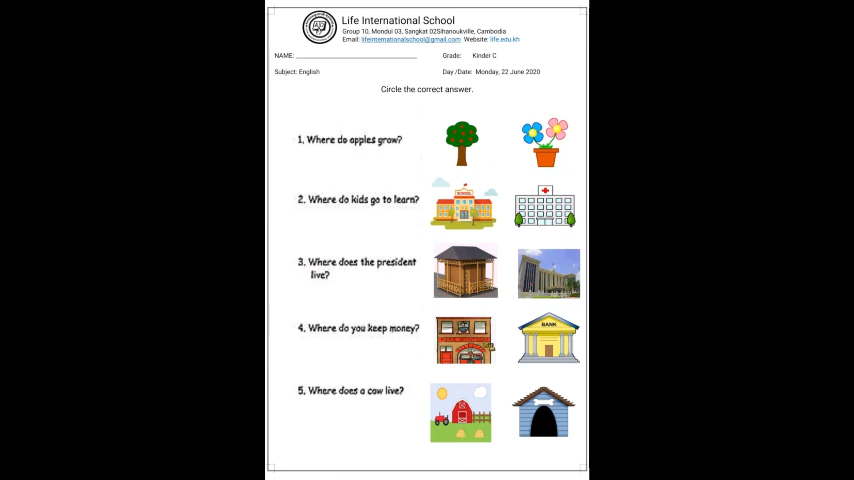 Life International School
Group 10, Mondul 03, Sangkat 02Sihanoukville, Cambodia
Email: lifeinternationalschool@gmail.com Website: life.edu.kh
NAME: ____________________
Grade: Kinder C
Subject: English
Day /Date: Monday, 22 June 2020
Circle the correct answer.
1. Where do apples grow?
2. Where do kids go to learn?
SCHOOL
3. Where does the president
live?
4. Where do you keep money?
BANK
5. Where does a cow live?